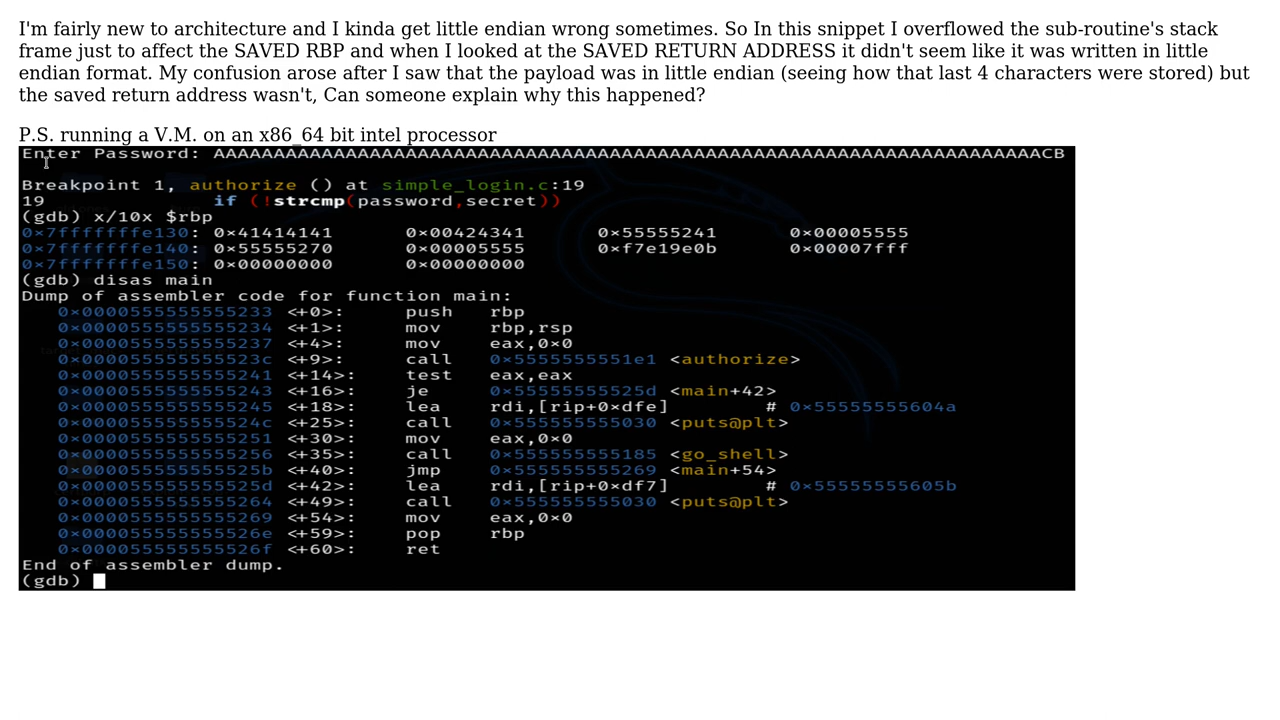 I'm fairly new to architecture and I kinda get little endian wrong sometimes. So In this snippet I overflowed the sub-routine's stack
frame just to affect the SAVED RBP and when I looked at the SAVED RETURN ADDRESS it didn't seem like it was written in little
endian format. My confusion arose after I saw that the payload was in little endian (seeing how that last 4 characters were stored) but
the saved return address wasn't, Can someone explain why this happened?
P.S. running a V.M. on an x86_64 bit intel processor
Enter Password: AAAAAAAAAAAAAAAAAAAAAAAAAAAAAAAAAAAAAAAAAAAAAAAAAAAAAAAAAAAAAAAAAAAACB
Breakpoint 1, authorize () at simple_login.c:19
19 if (!strcmp(password,secret))
(gdb) x/10x $rbp
0x7fffffffe130: 0x41414141 0x00424341 0x55555241 0x00005555
0x7fffffffe140: 0x55555270 0x00005555 0xf7e19e0b 0x00007fff
0x7fffffffe150: 0x00000000 0x00000000
(gdb) disas main
Dump of assembler code for function main:
0x0000555555555233 <+0>: push rbp
0x0000555555555234 <+1>: mov rbp,rsp
0x0000555555555237 <+4>: mov eax,0x0
0x000055555555523c <+9>: call 0x5555555551e1 <authorize>
0x0000555555555241 <+14>: test eax,eax
0x0000555555555243 <+16>: je 0x55555555525d <main+42>
0x0000555555555245 <+18>: lea rdi,[rip+0xdfe] # 0x55555555604a
0x000055555555524c <+25>: call 0x555555555030 <puts@plt>
0x0000555555555251 <+30>: mov eax,0x0
0x0000555555555256 <+35>: call 0x555555555185 <go_shell>
0x000055555555525b <+40>: jmp 0x555555555269 <main+54>
0x000055555555525d <+42>: lea rdi,[rip+0xdf7] # 0x55555555605b
0x0000555555555264 <+49>: call 0x555555555030 <puts@plt>
0x0000555555555269 <+54>: mov eax,0x0
0x000055555555526e <+59>: pop rbp
0x000055555555526f <+60>: ret
End of assembler dump.
(gdb)